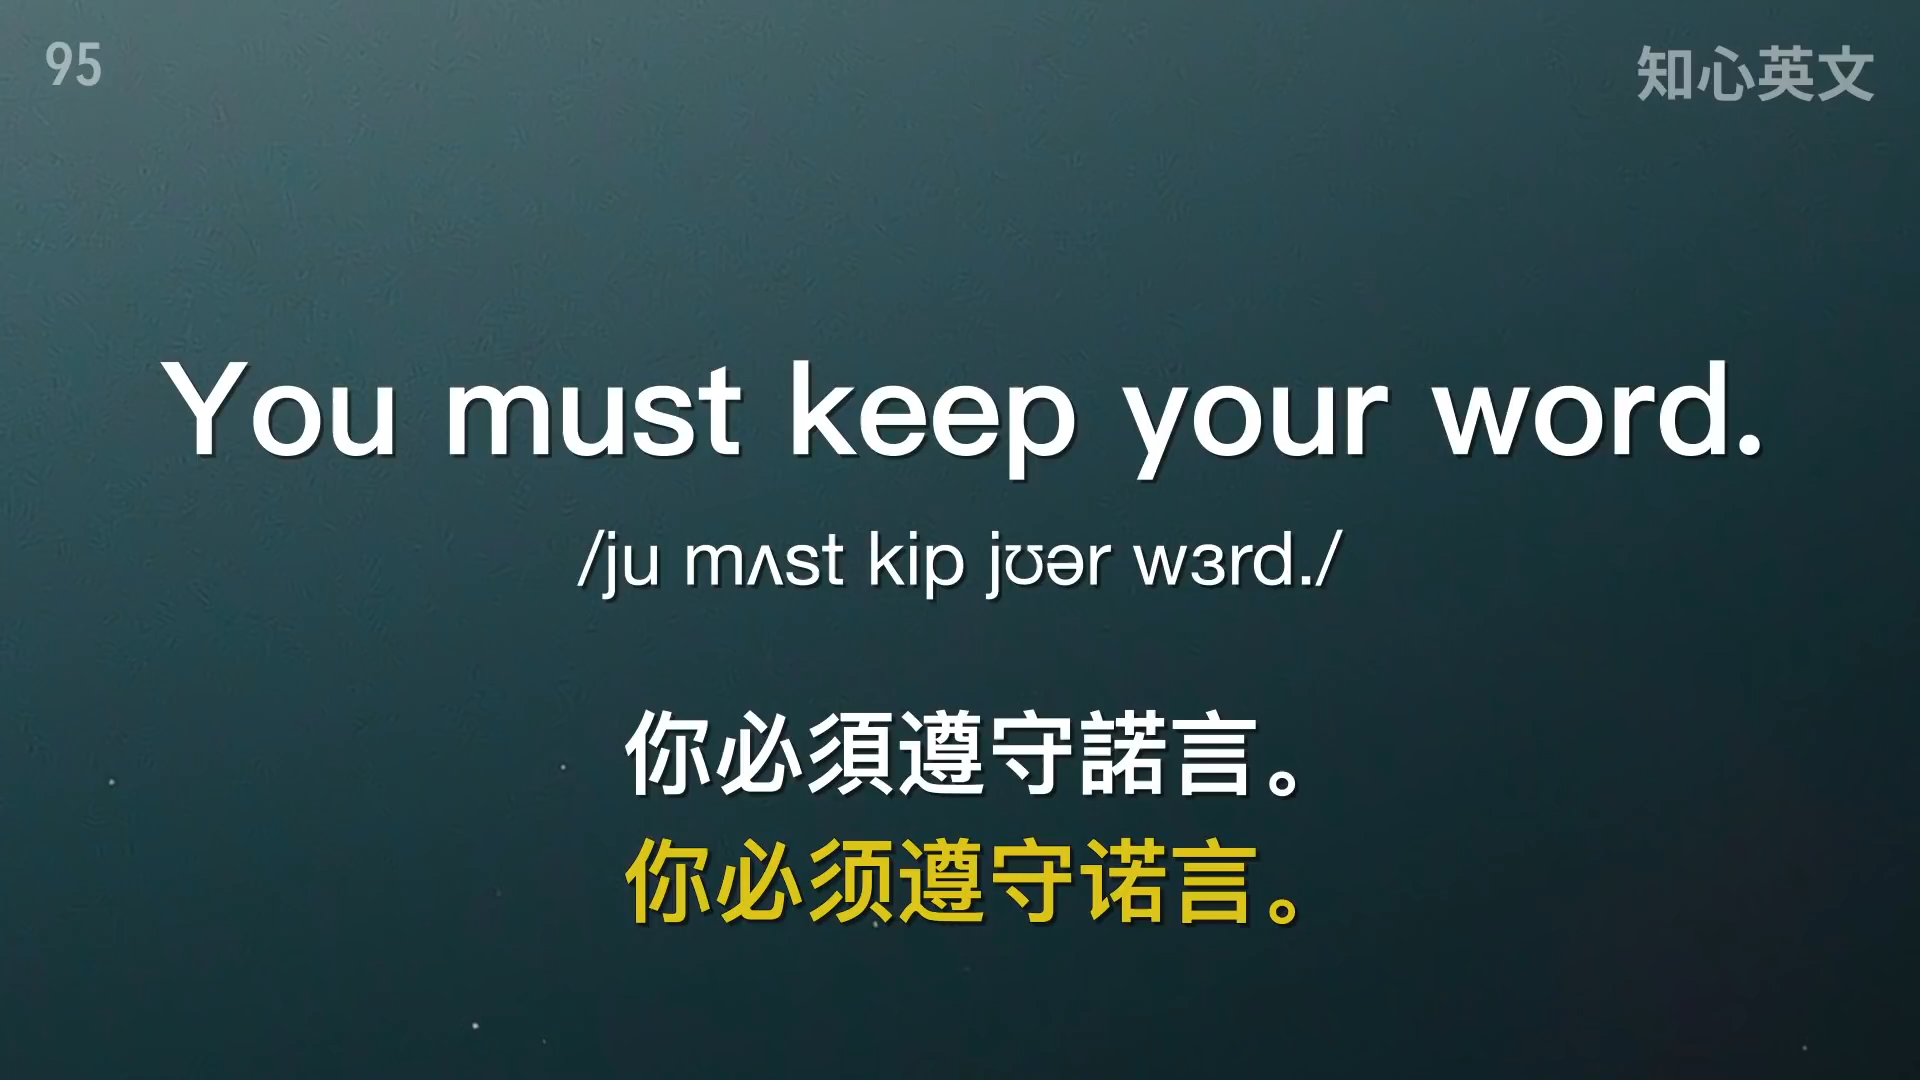 95
知心英文
You must keep your word.
/ju mʌst kip jʊər wɜrd./
你必須遵守諾言。
你必须遵守诺言。